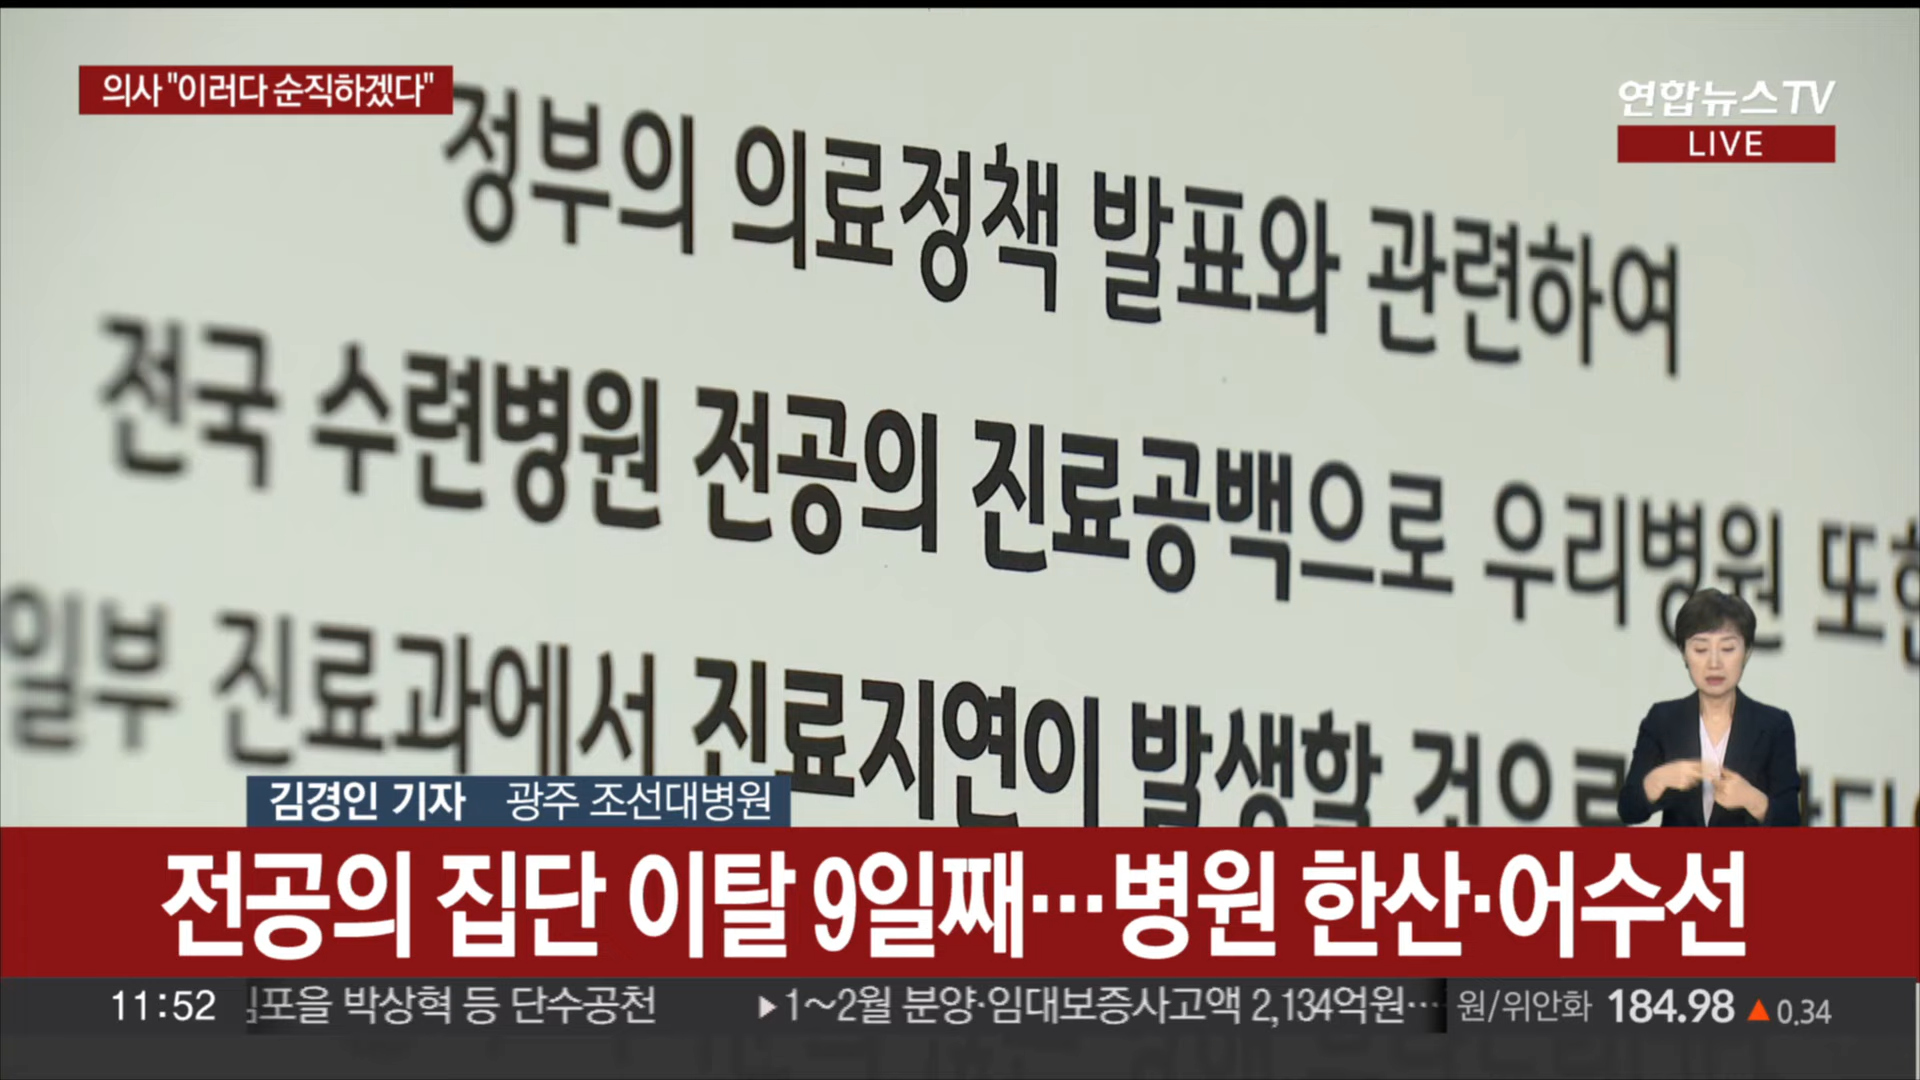 의사 "이러다 순직하겠다"
연합뉴스TV
LIVE
정부의 의료정책 발표와 관련하여
전국 수련병원 전공의 진료공백으로 우리병원 또한
일부 진료과에서 진료지연이 발생할 것으로
김경인 기자 광주 조선대병원
전공의 집단 이탈 9일째…병원 한산·어수선
11:52 김포을 박상혁 등 단수공천 ▶1~2월 분양·임대보증사고액 2,134억원… 원/위안화 184.98 ▲0.34